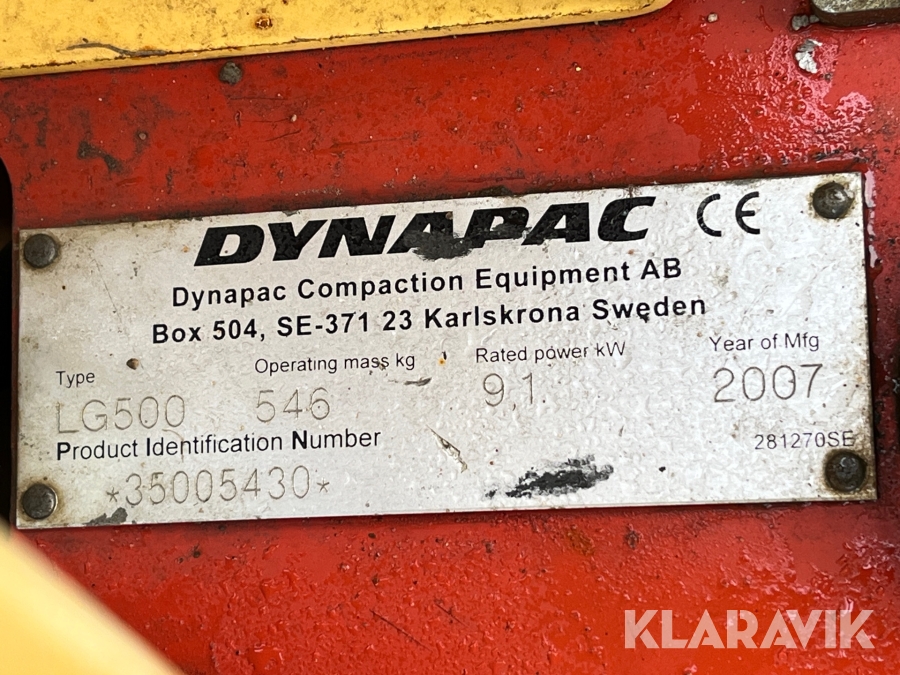 DYNAPAC CE
Dynapac Compaction Equipment AB
Box 504, SE-371 23 Karlskrona Sweden
Type Operating mass kg Rated power kW Year of Mfg
LG500 546 9.1 2007
Product Identification Number 281270SE
*35005430*
KLARAVIK